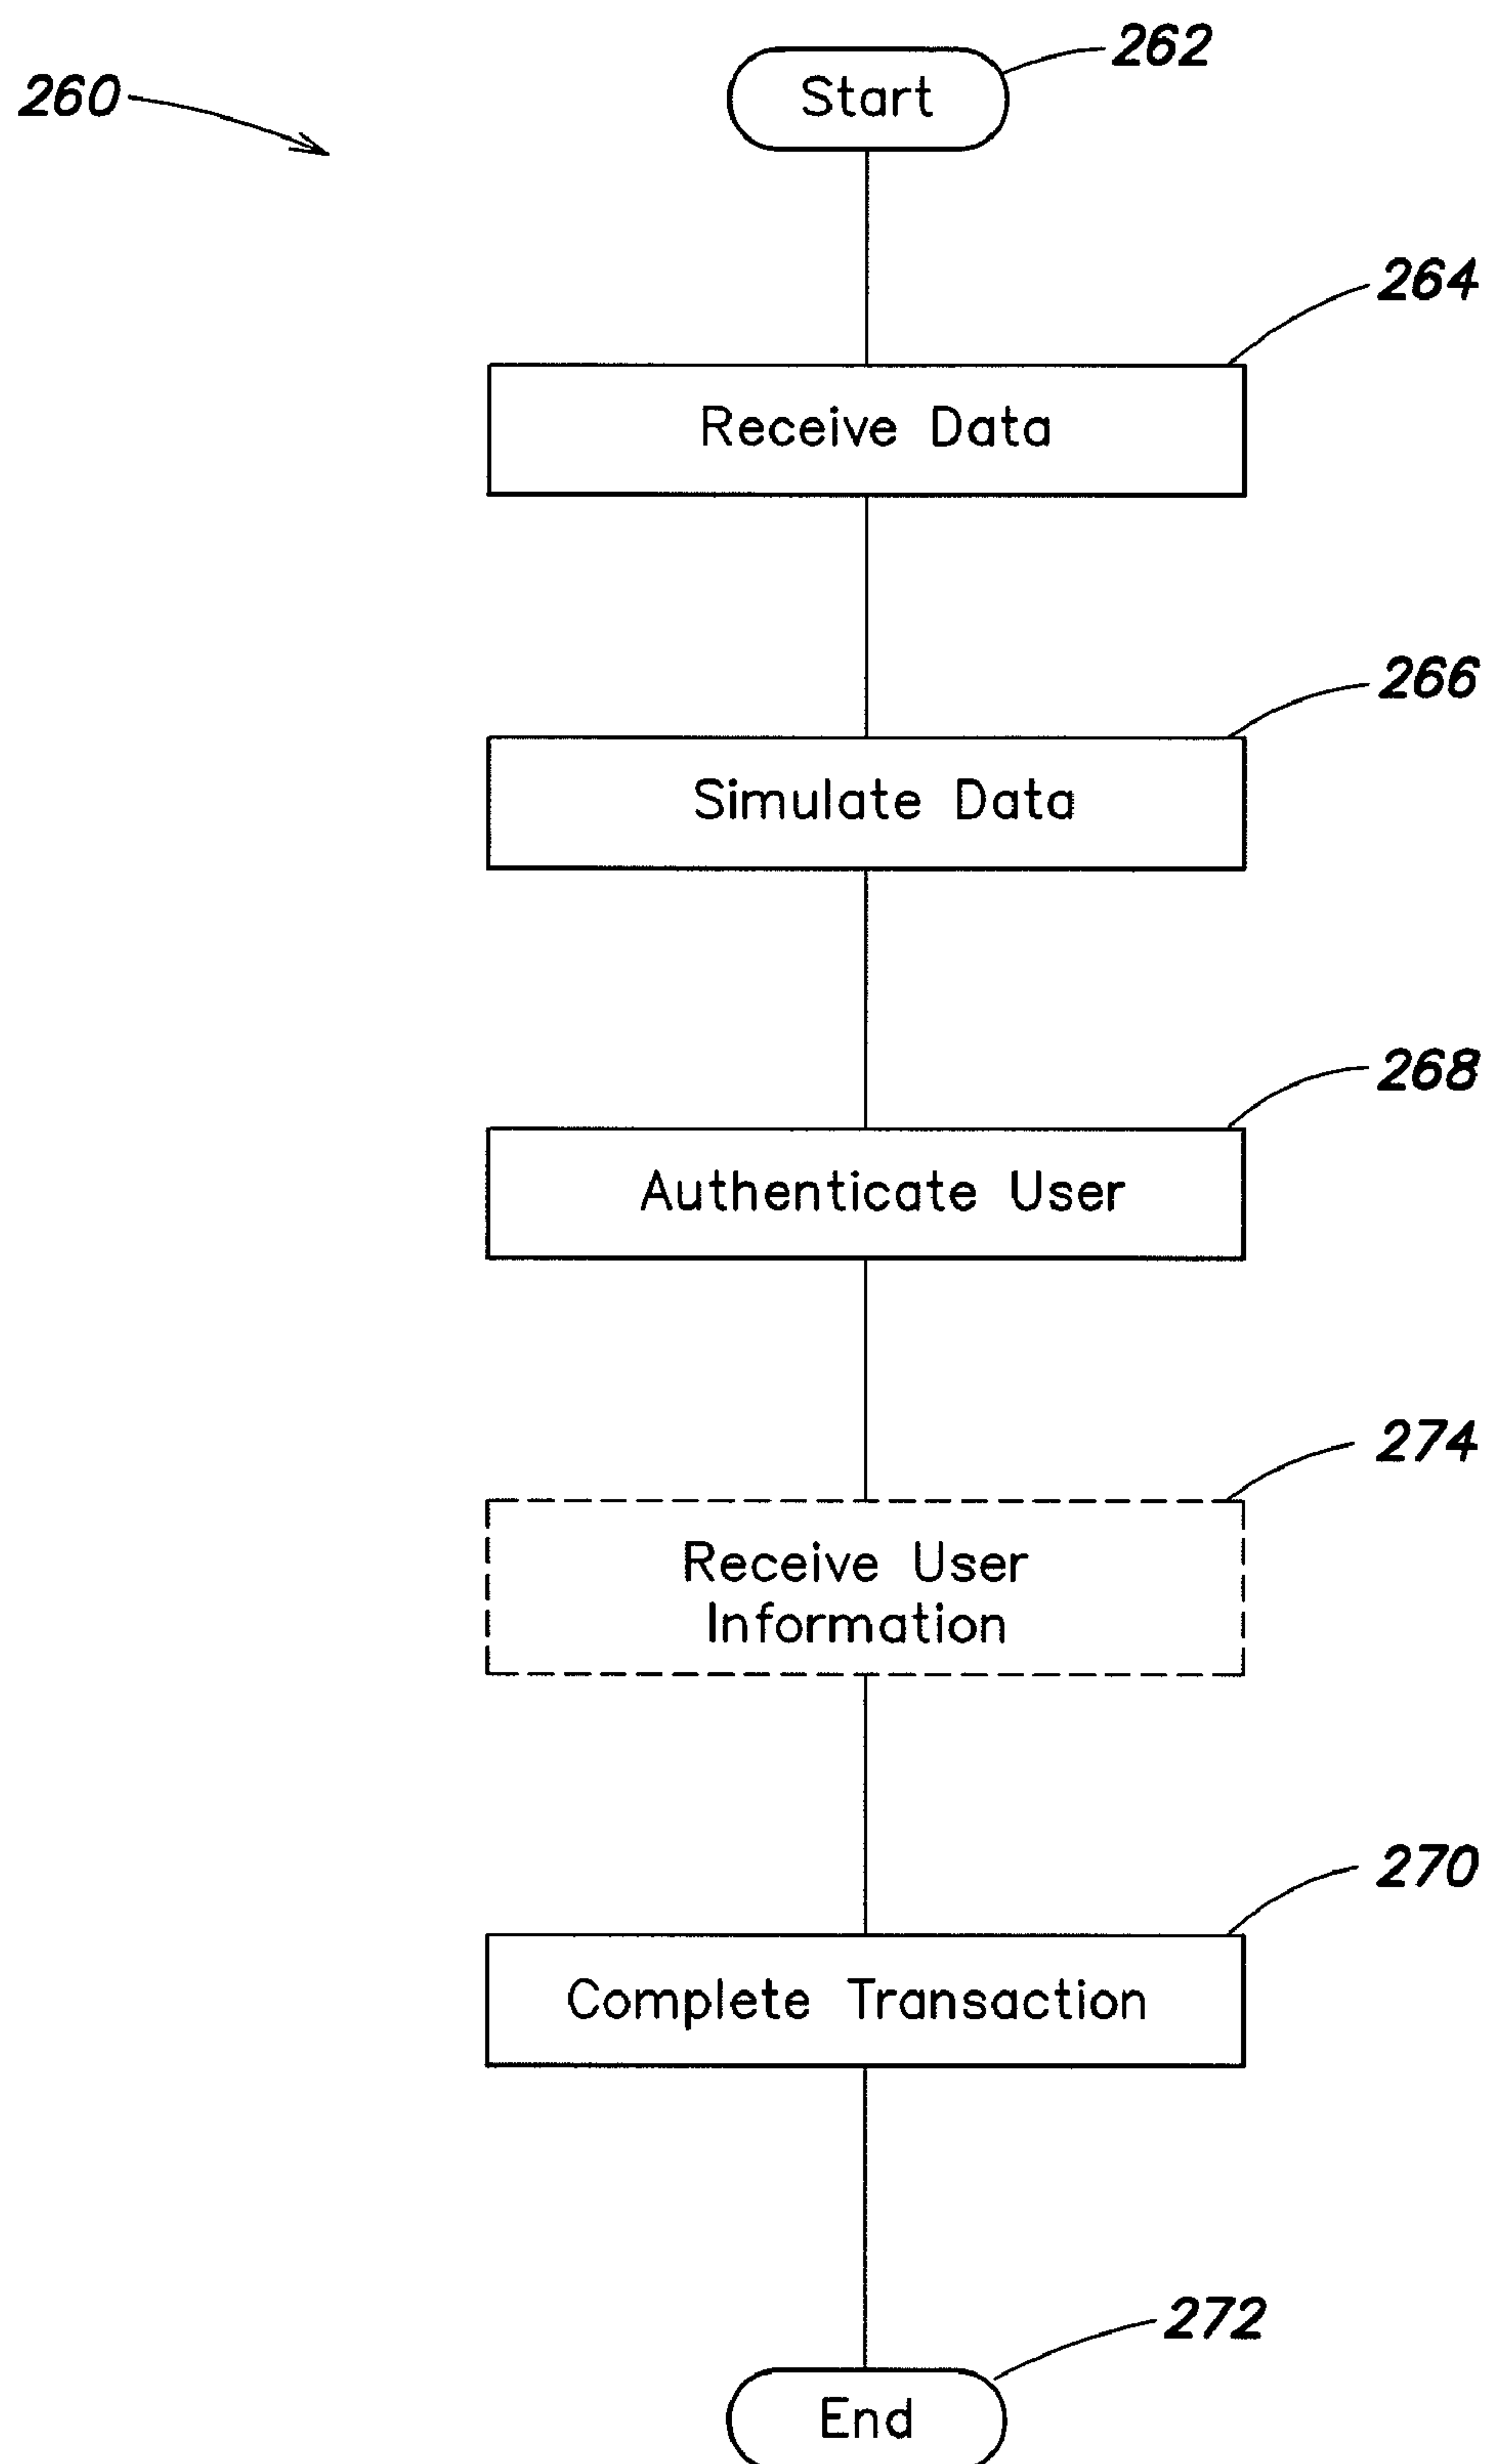 262
Start
260
264
Receive Data
266
Simulate Data
268
Authenticate User
274
Receive User
Information
270
Complete Transaction
272
End